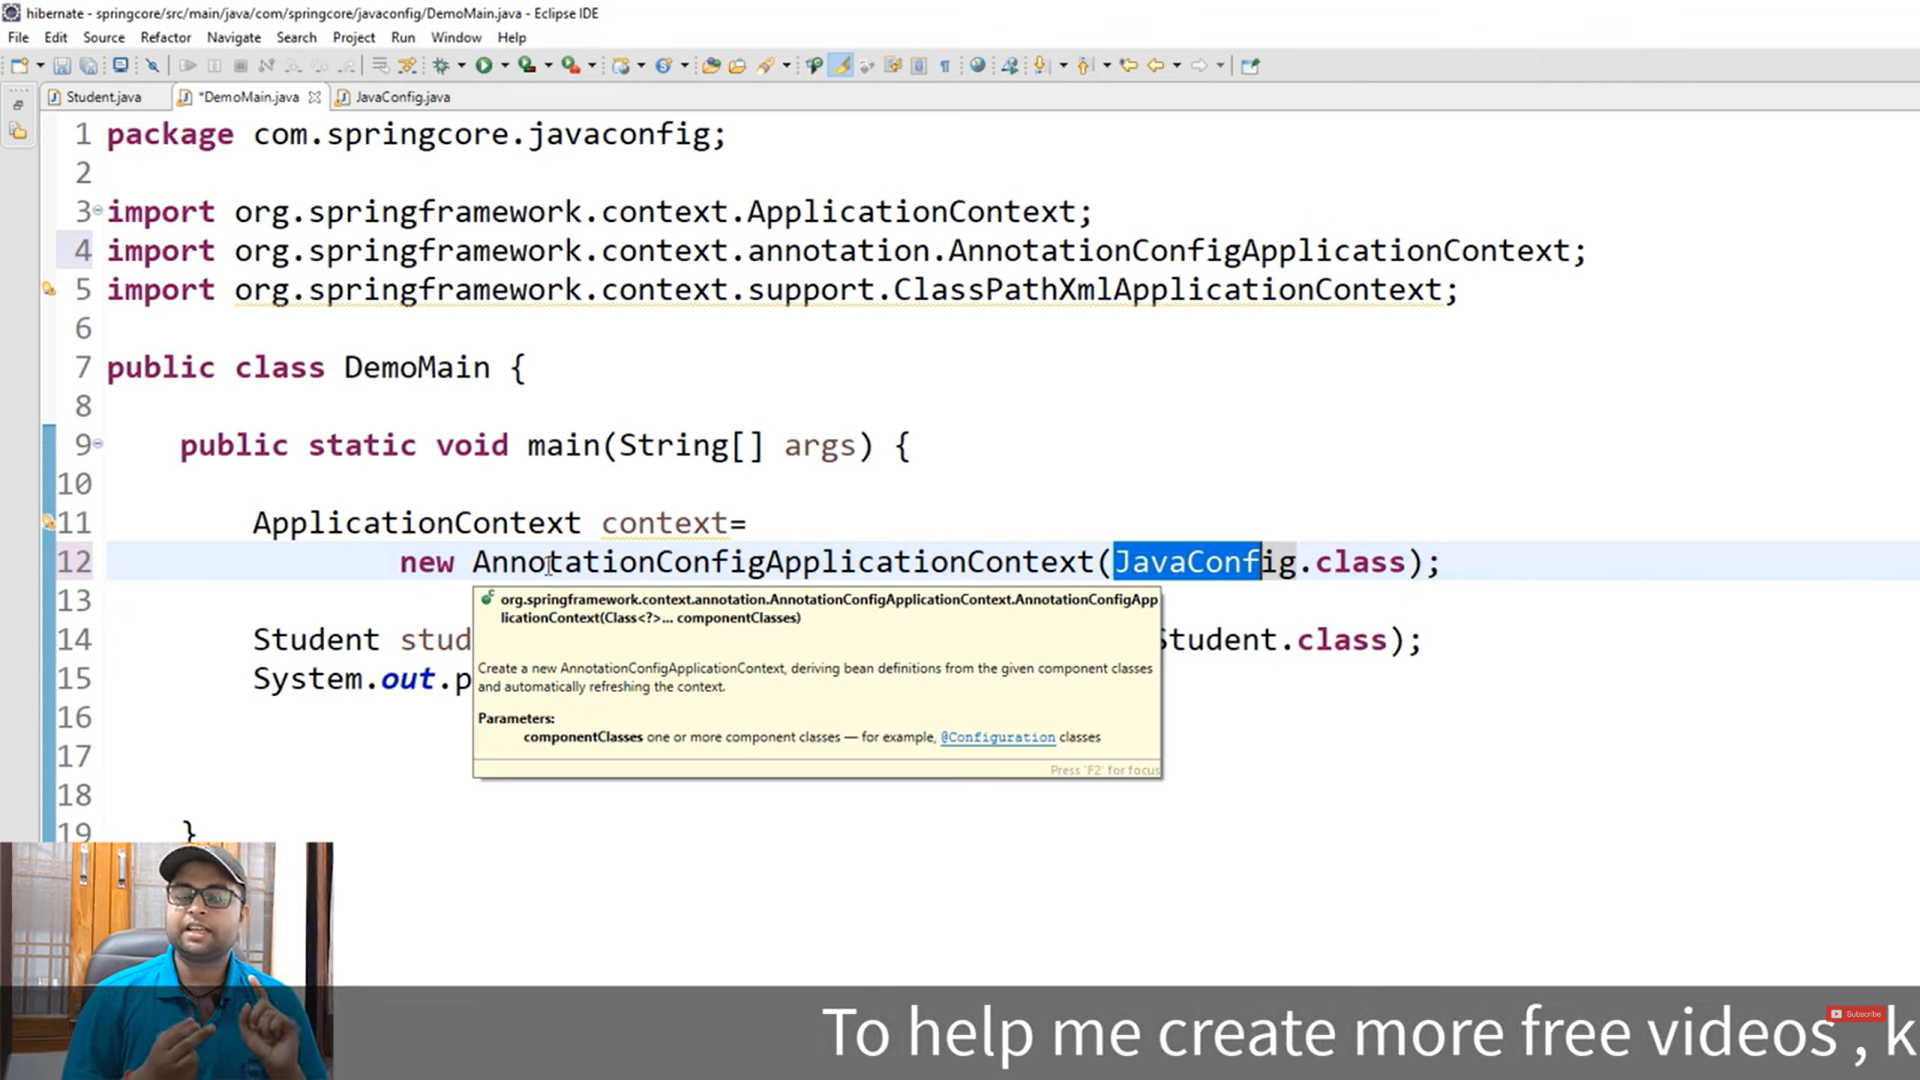 hibernate - springcore/src/main/java/com/springcore/javaconfig/DemoMain.java - Eclipse IDE
File Edit Source Refactor Navigate Search Project Run Window Help
Student.java *DemoMain.java JavaConfig.java
1 package com.springcore.javaconfig;
2
3 import org.springframework.context.ApplicationContext;
4 import org.springframework.context.annotation.AnnotationConfigApplicationContext;
5 import org.springframework.context.support.ClassPathXmlApplicationContext;
6
7 public class DemoMain {
8
9 public static void main(String[] args) {
10
11 ApplicationContext context=
12 new AnnotationConfigApplicationContext(JavaConfig.class);
13
org.springframework.context.annotation.AnnotationConfigApplicationContext.AnnotationConfigApp
licationContext(Class<?>... componentClasses)
Create a new AnnotationConfigApplicationContext, deriving bean definitions from the given component classes
and automatically refreshing the context.
Parameters:
componentClasses one or more component classes — for example, @Configuration classes
Press 'F2' for focus
14 Student stud Student.class);
15 System.out.p
16
17
18
19 }
To help me create more free videos , k
Subscribe